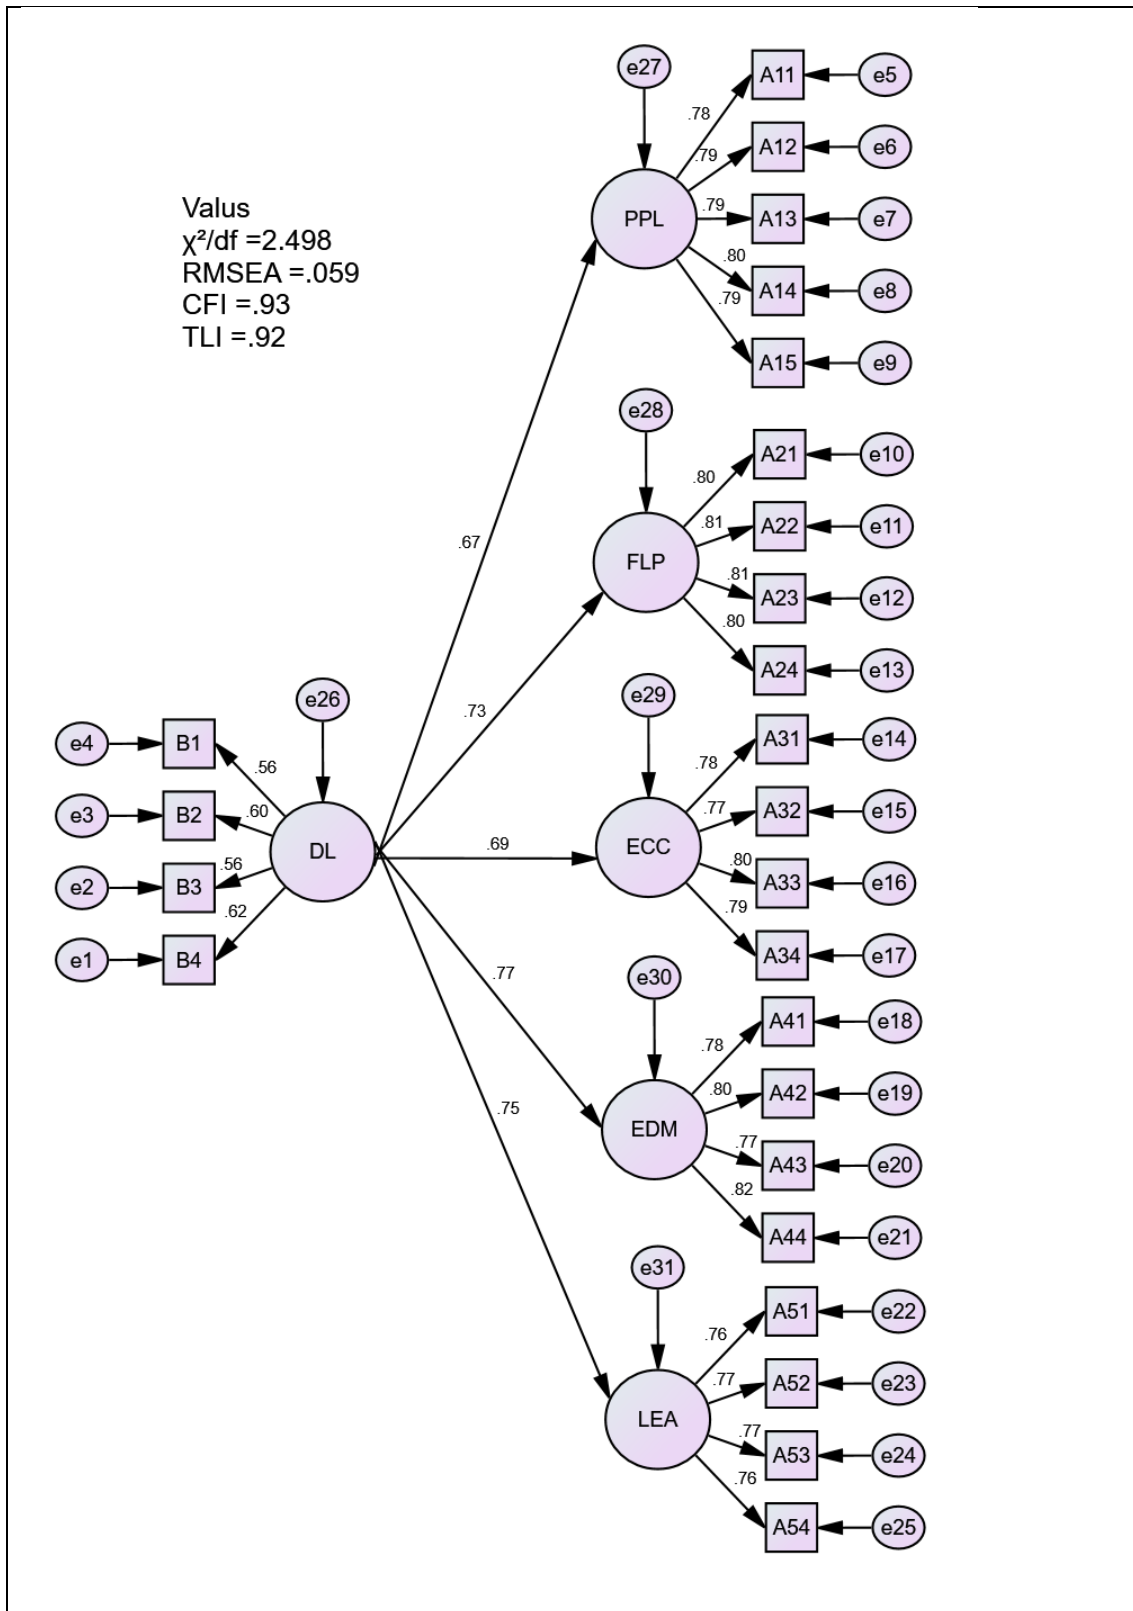 e27
A11
e5
.78
A12
e6
.79
PPL
.79
A13
e7
.80
A14
e8
.79
A15
e9
Valus
χ²/df =2.498
RMSEA =.059
CFI =.93
TLI =.92
e28
A21
e10
.80
.81
A22
e11
FLP
.81
A23
e12
.80
A24
e13
.67
.73
.69
.77
.75
e26
e4
B1
.56
e3
B2
.60
DL
e2
B3
.56
e1
B4
.62
e29
A31
e14
.78
.77
A32
e15
ECC
.80
A33
e16
.79
A34
e17
e30
A41
e18
.78
.80
A42
e19
EDM
.77
A43
e20
.82
A44
e21
e31
A51
e22
.76
.77
A52
e23
LEA
.77
A53
e24
.76
A54
e25